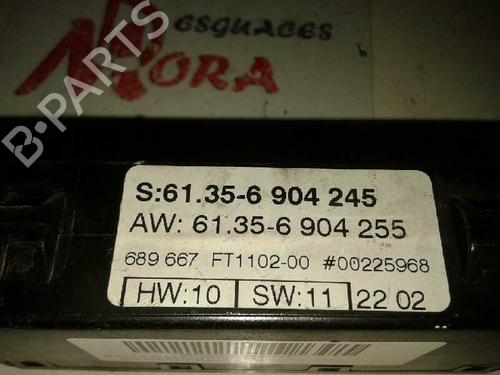 ESGUACES
MORA
B-PARTS
S:61.35-6 904 245
AW: 61.35-6 904 255
689 667 FT1102-00 #00225968
HW:10 SW:11 22 02